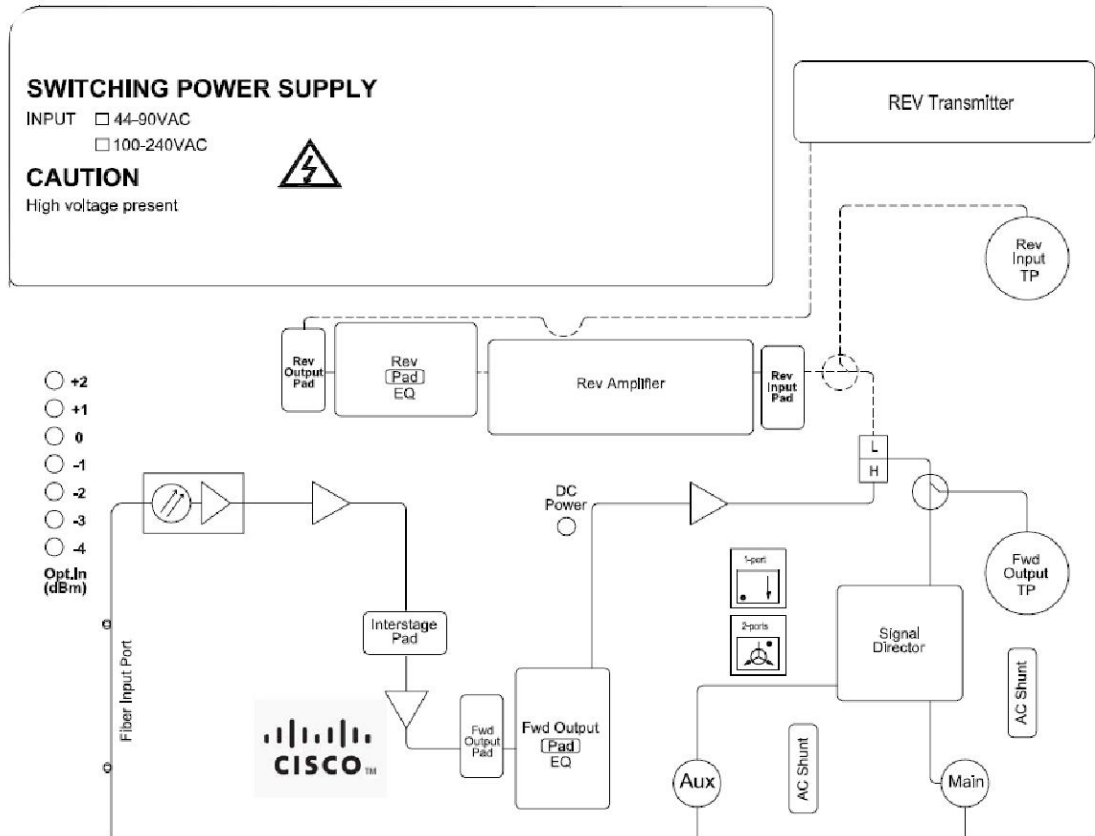 SWITCHING POWER SUPPLY
INPUT 44-90VAC
100-240VAC
CAUTION
High voltage present
REV Transmitter
Rev
Input
TP
Rev
Output
Pad
Rev
Pad
EQ
Rev Amplifier
Rev
Input
Pad
+2
+1
0
-1
-2
-3
-4
Opt.In
(dBm)
L
H
DC
Power
Fwd
Output
TP
1-port
2-ports
Signal
Director
Interstage
Pad
Fiber Input Port
Fwd
Output
Pad
Fwd Output
Pad
EQ
AC Shunt
AC Shunt
CISCO TM
Aux
Main